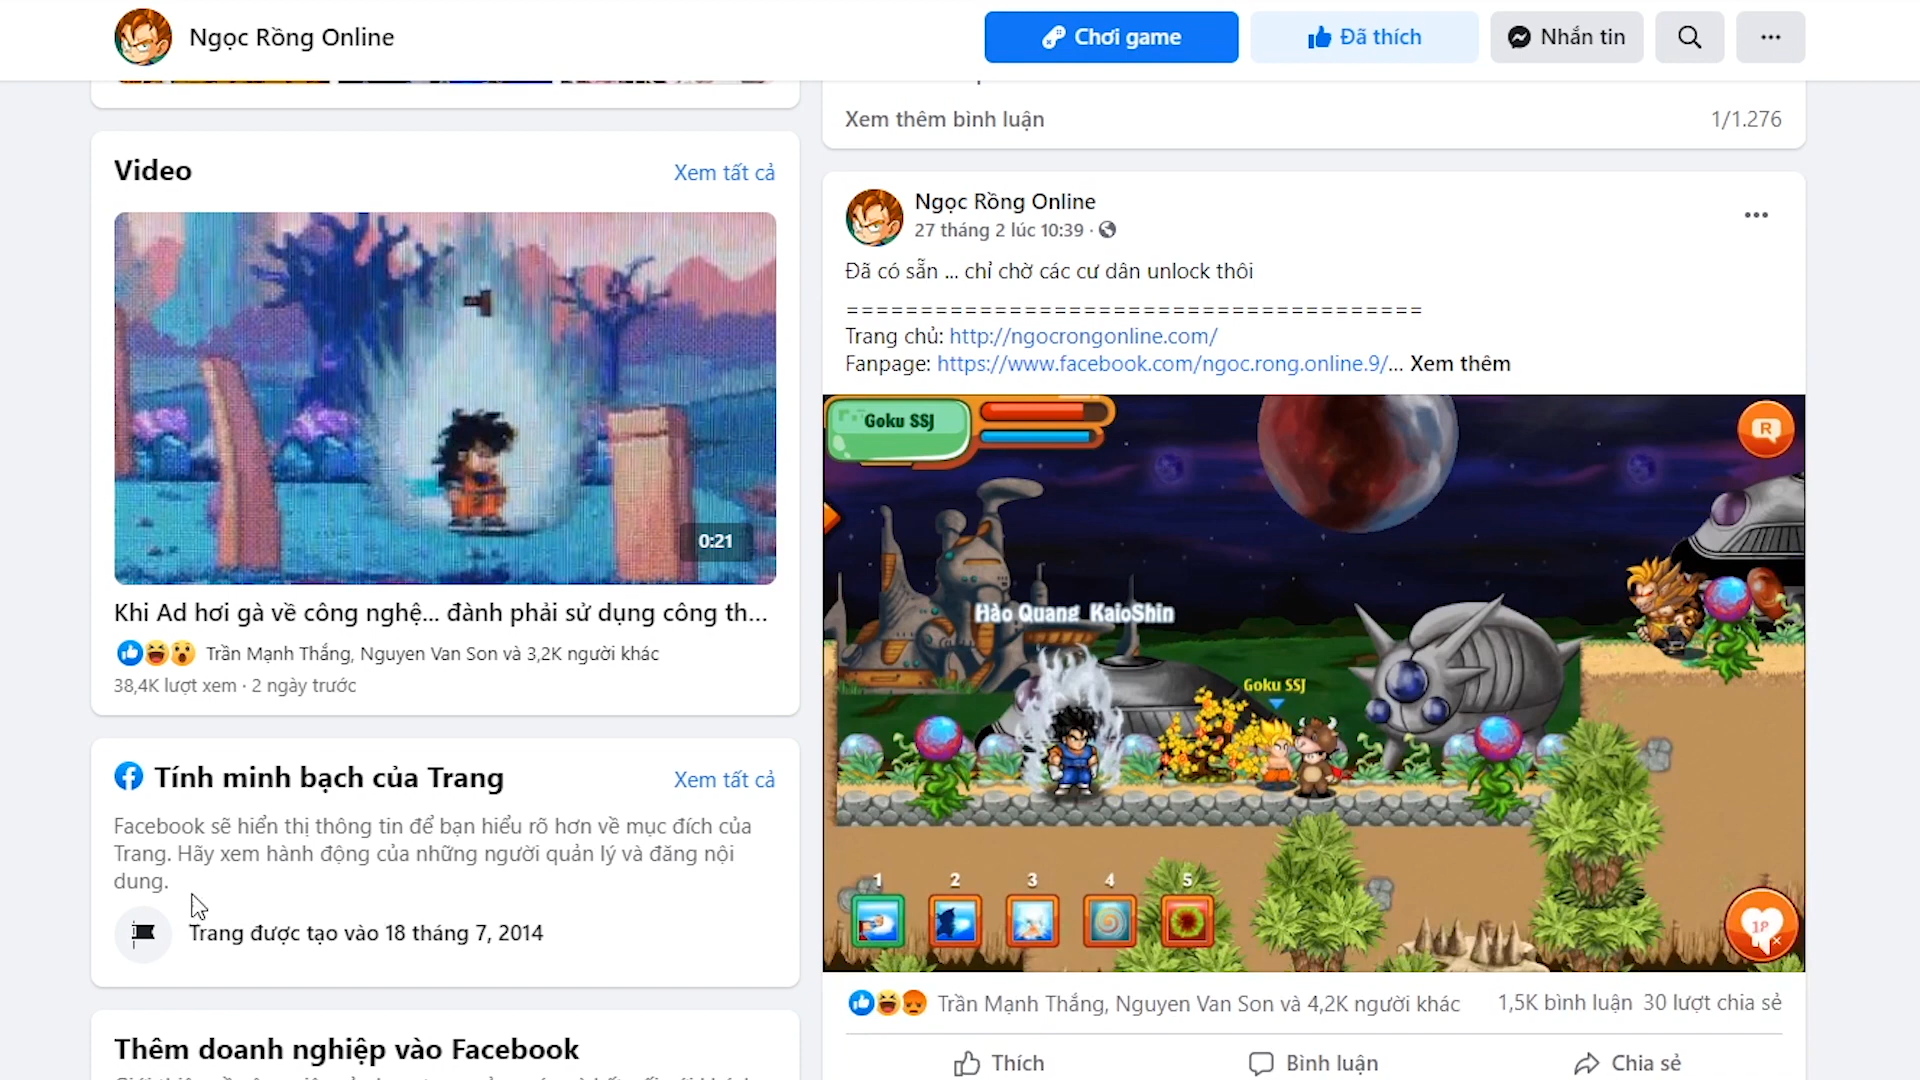 Ngọc Rồng Online
Chơi game
Đã thích
Nhắn tin
Video
Xem tất cả
0:21
Khi Ad hơi gà về công nghệ... đành phải sử dụng công th...
Trần Mạnh Thắng, Nguyen Van Son và 3,2K người khác
38,4K lượt xem · 2 ngày trước
Tính minh bạch của Trang
Xem tất cả
Facebook sẽ hiển thị thông tin để bạn hiểu rõ hơn về mục đích của
Trang. Hãy xem hành động của những người quản lý và đăng nội
dung.
Trang được tạo vào 18 tháng 7, 2014
Thêm doanh nghiệp vào Facebook
Xem thêm bình luận
1/1.276
Ngọc Rồng Online
27 tháng 2 lúc 10:39 ·
Đã có sẵn ... chỉ chờ các cư dân unlock thôi
=======================================
Trang chủ: http://ngocrongonline.com/
Fanpage: https://www.facebook.com/ngoc.rong.online.9/... Xem thêm
Goku SSJ
R
Hào Quang KaioShin
Goku SSJ
1 2 3 4 5
18
Trần Mạnh Thắng, Nguyen Van Son và 4,2K người khác
1,5K bình luận 30 lượt chia sẻ
Thích
Bình luận
Chia sẻ